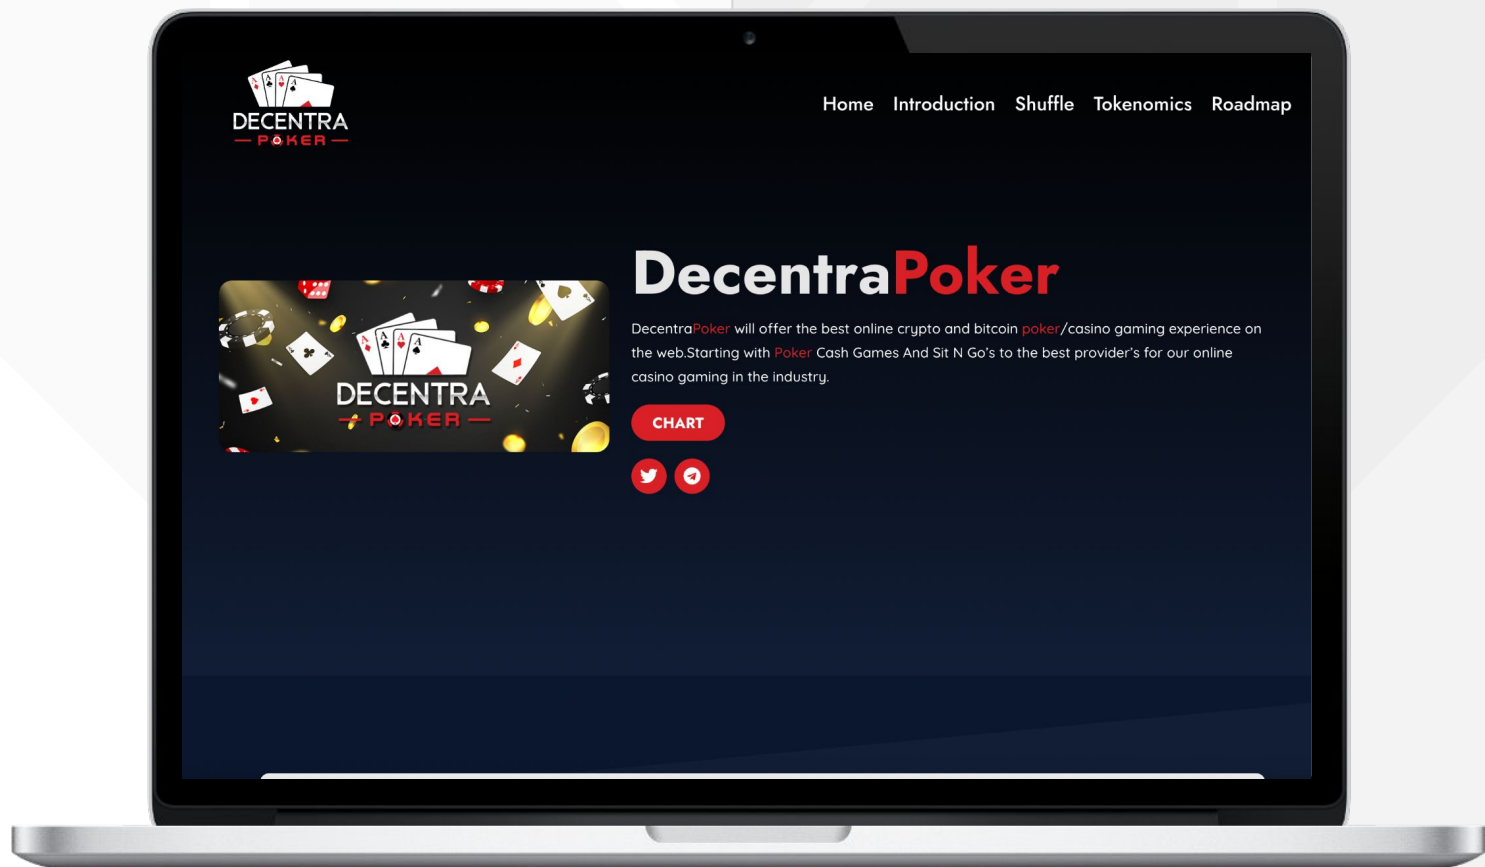 DECENTRA
POKER
Home Introduction Shuffle Tokenomics Roadmap
DecentraPoker
DecentraPoker will offer the best online crypto and bitcoin poker/casino gaming experience on
the web.Starting with Poker Cash Games And Sit N Go's to the best provider's for our online
casino gaming in the industry.
CHART
A A A A
DECENTRA
POKER